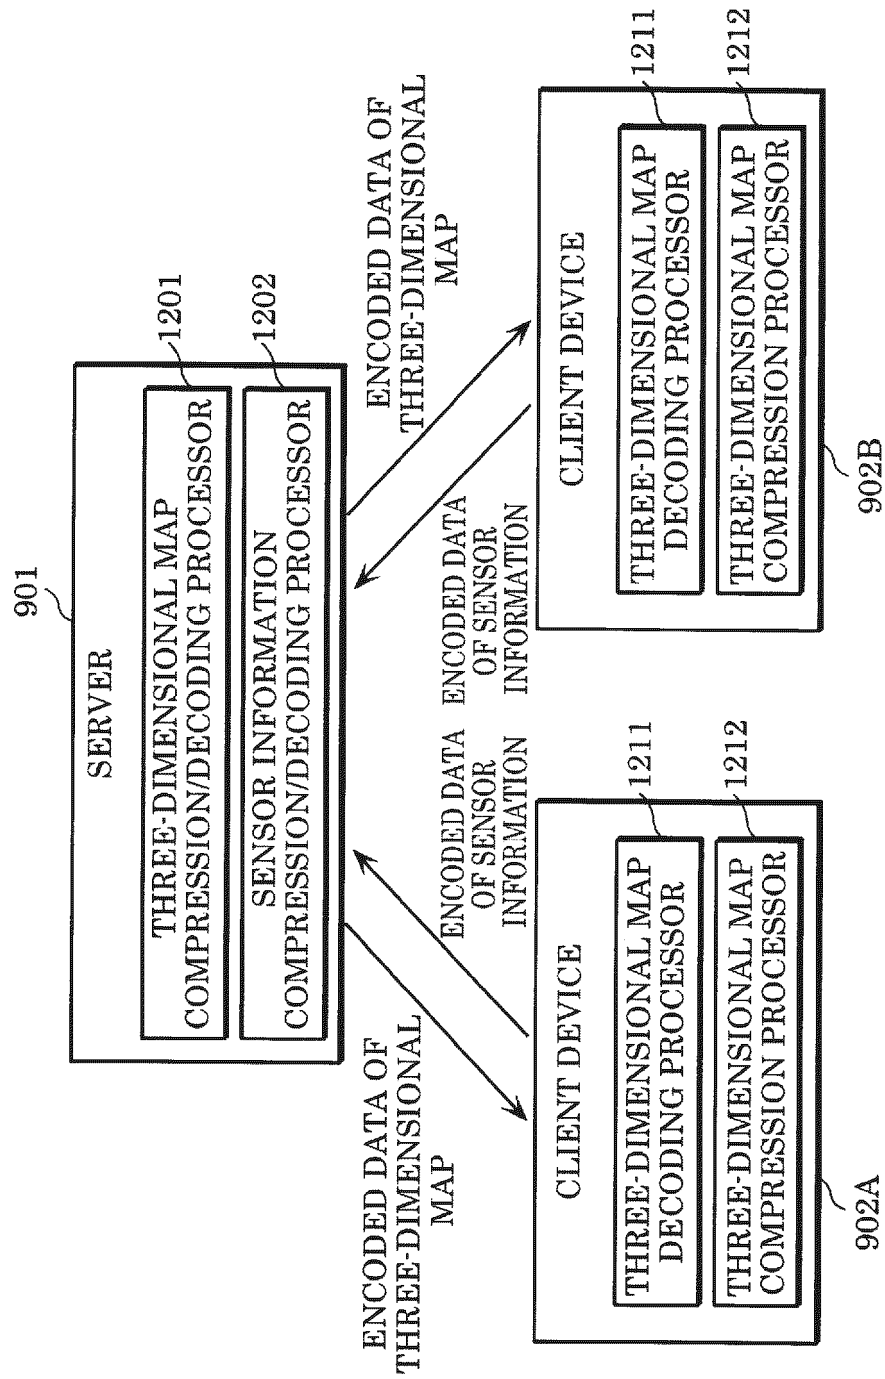 901
SERVER
THREE-DIMENSIONAL MAP
COMPRESSION/DECODING PROCESSOR
1201
SENSOR INFORMATION
COMPRESSION/DECODING PROCESSOR
1202
ENCODED DATA OF
THREE-DIMENSIONAL
MAP
ENCODED DATA
OF SENSOR
INFORMATION
ENCODED DATA
OF SENSOR
INFORMATION
ENCODED DATA OF
THREE-DIMENSIONAL
MAP
CLIENT DEVICE
THREE-DIMENSIONAL MAP
DECODING PROCESSOR
1211
THREE-DIMENSIONAL MAP
COMPRESSION PROCESSOR
1212
902A
CLIENT DEVICE
THREE-DIMENSIONAL MAP
DECODING PROCESSOR
1211
THREE-DIMENSIONAL MAP
COMPRESSION PROCESSOR
1212
902B